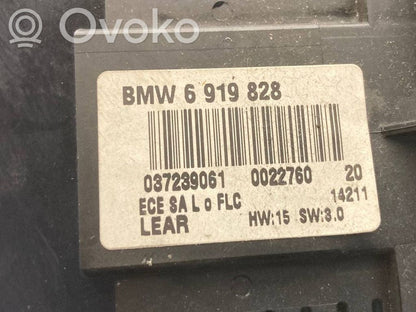 Ovoko
BMW 6 919 828
037239061 0022760 20
ECE SA L o FLC 14211
LEAR HW:15 SW:3.0